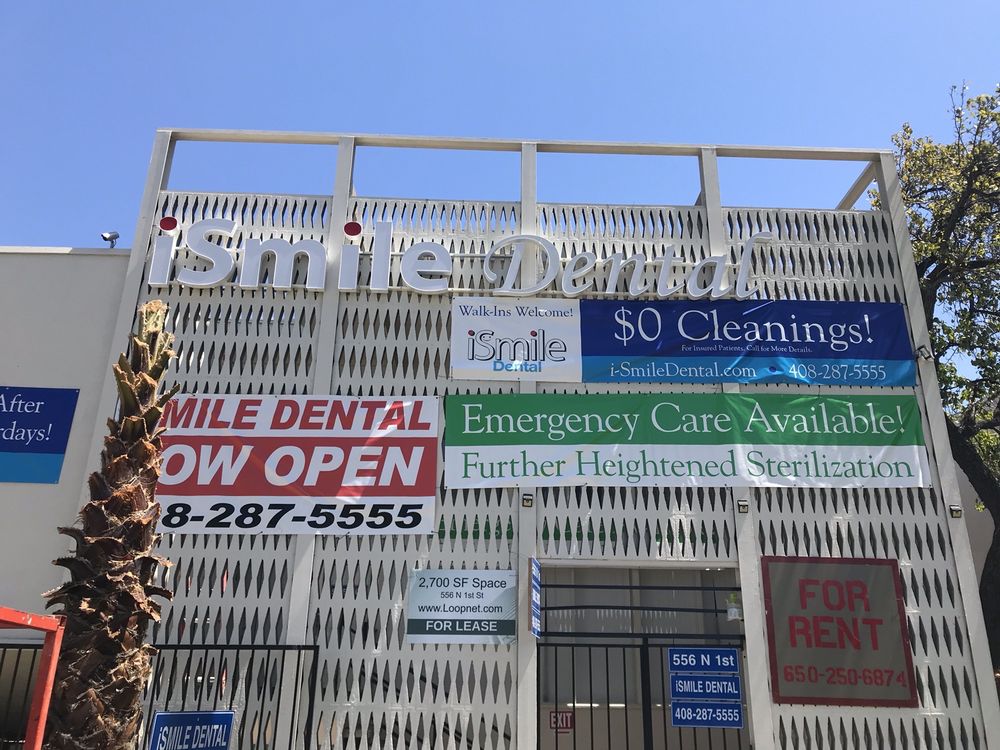 iSmile Dental
Walk-Ins Welcome!
iSmile
Dental
$0 Cleanings!
For Insured Patients. Call for More Details.
i-SmileDental.com • 408-287-5555
After
rdays!
MILE DENTAL
OW OPEN
8-287-5555
Emergency Care Available!
Further Heightened Sterilization
2,700 SF Space
556 N 1st St
www.Loopnet.com
FOR LEASE
FOR
RENT
650-250-6874
556 N 1st
iSMILE DENTAL
408-287-5555
EXIT
iSMILE DENTAL